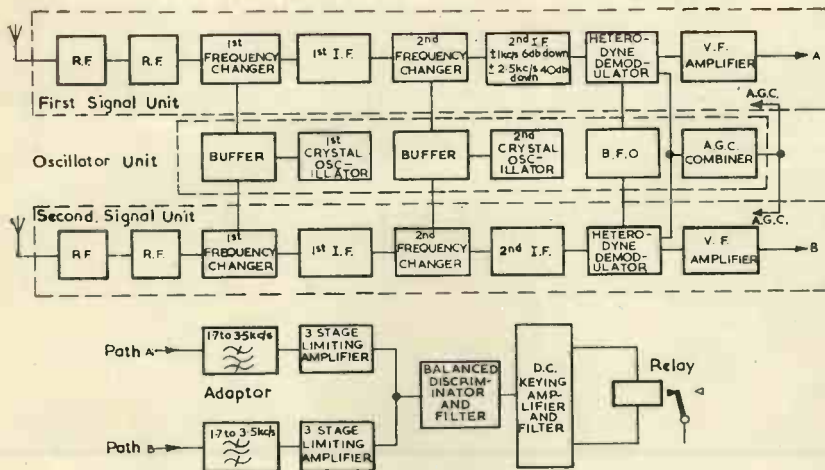 R.F.
R.F.
1st
FREQUENCY
CHANGER
1st I.F.
2nd
FREQUENCY
CHANGER
2nd I.F.
±1kc/s 6db down
± 2·5kc/s 40db
down
HETERO-
DYNE
DEMOD-
ULATOR
V.F.
AMPLIFIER
A
First Signal Unit
A.G.C.
Oscillator Unit
BUFFER
1st
CRYSTAL
OSC-
ILLATOR
BUFFER
2nd
CRYSTAL
OSC-
ILLATOR
B.F.O
A.G.C.
COMBINER
Second Signal Unit
A.G.C.
R.F.
R.F.
1st
FREQUENCY
CHANGER
1st I.F.
2nd
FREQUENCY
CHANGER
2nd I.F.
HETERO-
DYNE
DEMOD-
ULATOR
V.F.
AMPLIFIER
B
Path A
1·7 to 3·5kc/s
3 STAGE
LIMITING
AMPLIFIER
Adaptor
BALANCED
DISCRIM-
INATOR
AND
FILTER
D.C.
KEYING
AMP-
LIFIER
AND
FILTER
Relay
Path B
1·7 to 3·5kc/s
3 STAGE
LIMITING
AMPLIFIER